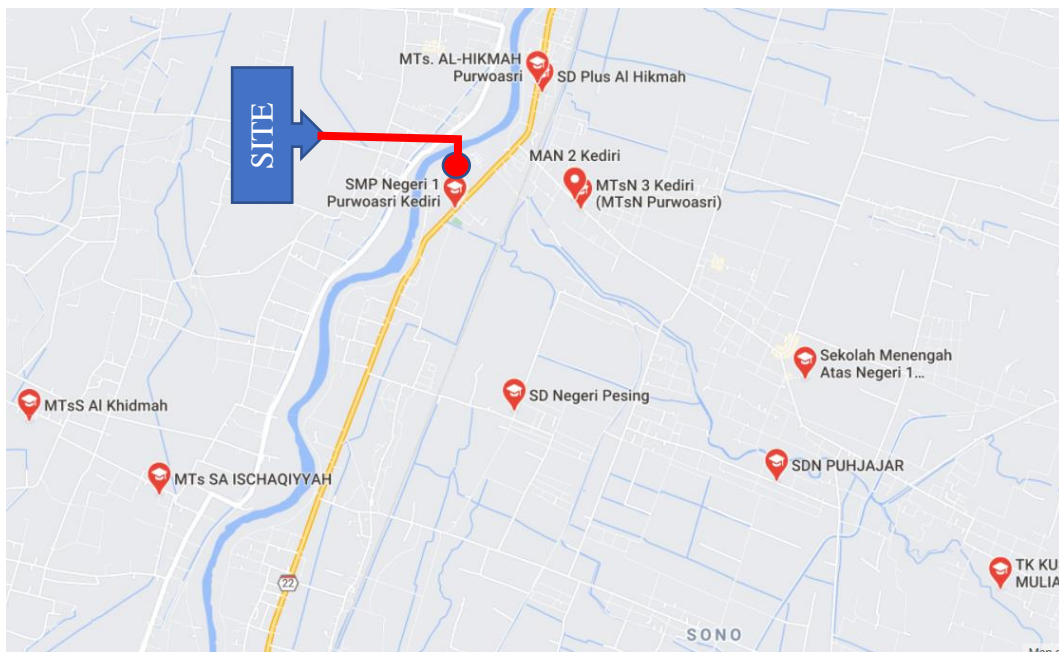 MTs. AL-HIKMAH
Purwoasri
SD Plus Al Hikmah
SITE
MAN 2 Kediri
SMP Negeri 1
Purwoasri Kediri
MTsN 3 Kediri
(MTsN Purwoasri)
Sekolah Menengah
Atas Negeri 1...
SD Negeri Pesing
MTsS Al Khidmah
SDN PUHJAJAR
MTs SA ISCHAQIYYAH
22
TK KU
MULIA
SONO